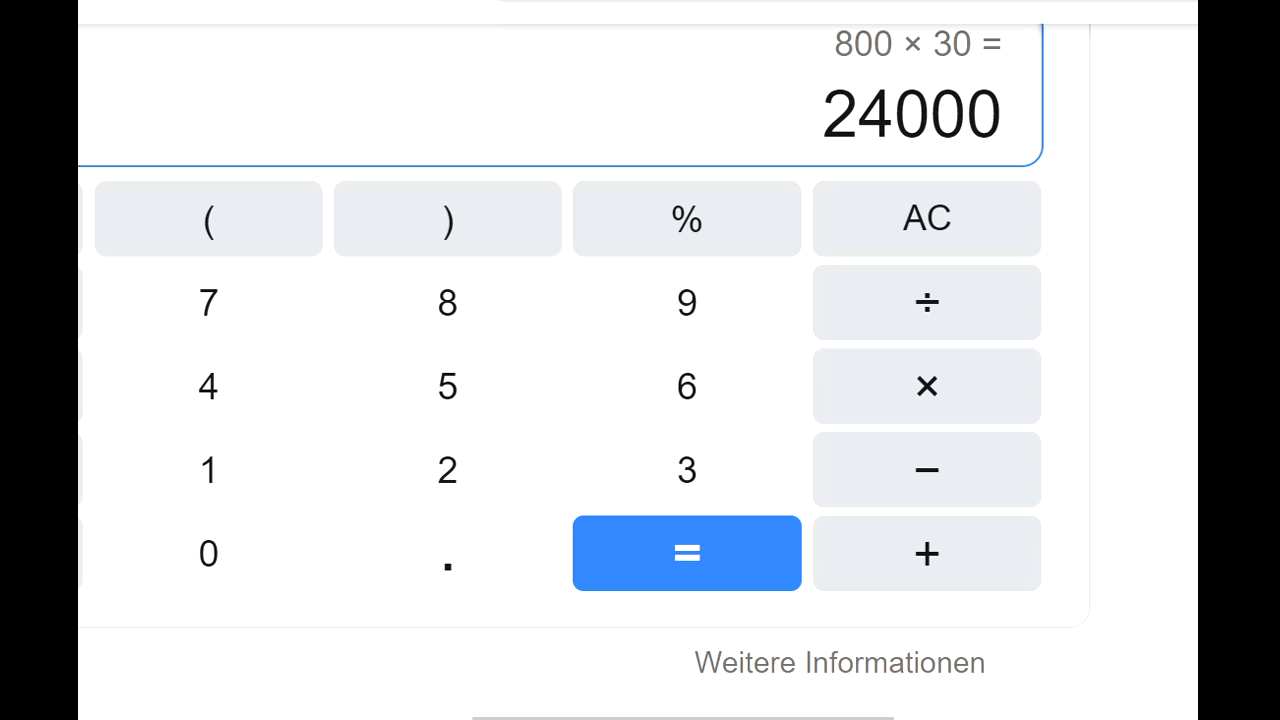 800 × 30 =
24000
( ) % AC
7 8 9 ÷
4 5 6 ×
1 2 3 −
0 . = +
Weitere Informationen